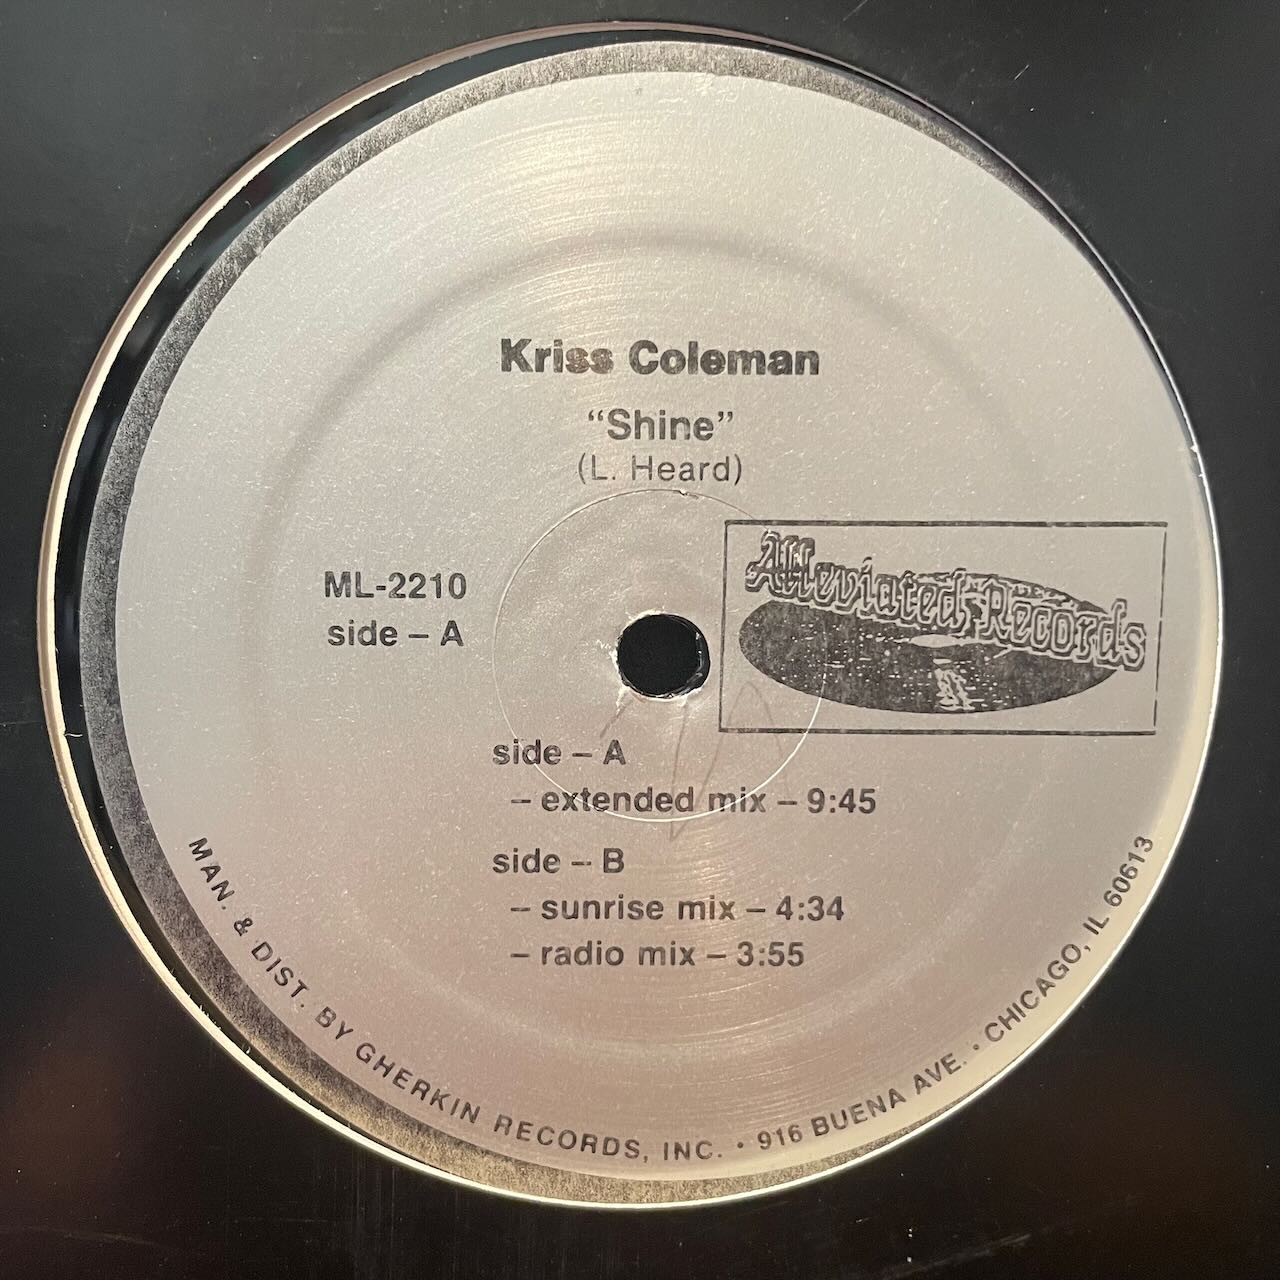 Kriss Coleman
“Shine”
(L. Heard)
Alleviated Records
ML-2210
side – A
side – A
– extended mix – 9:45
side – B
– sunrise mix – 4:34
– radio mix – 3:55
MAN. & DIST. BY GHERKIN RECORDS, INC. • 916 BUENA AVE. • CHICAGO, IL 60613